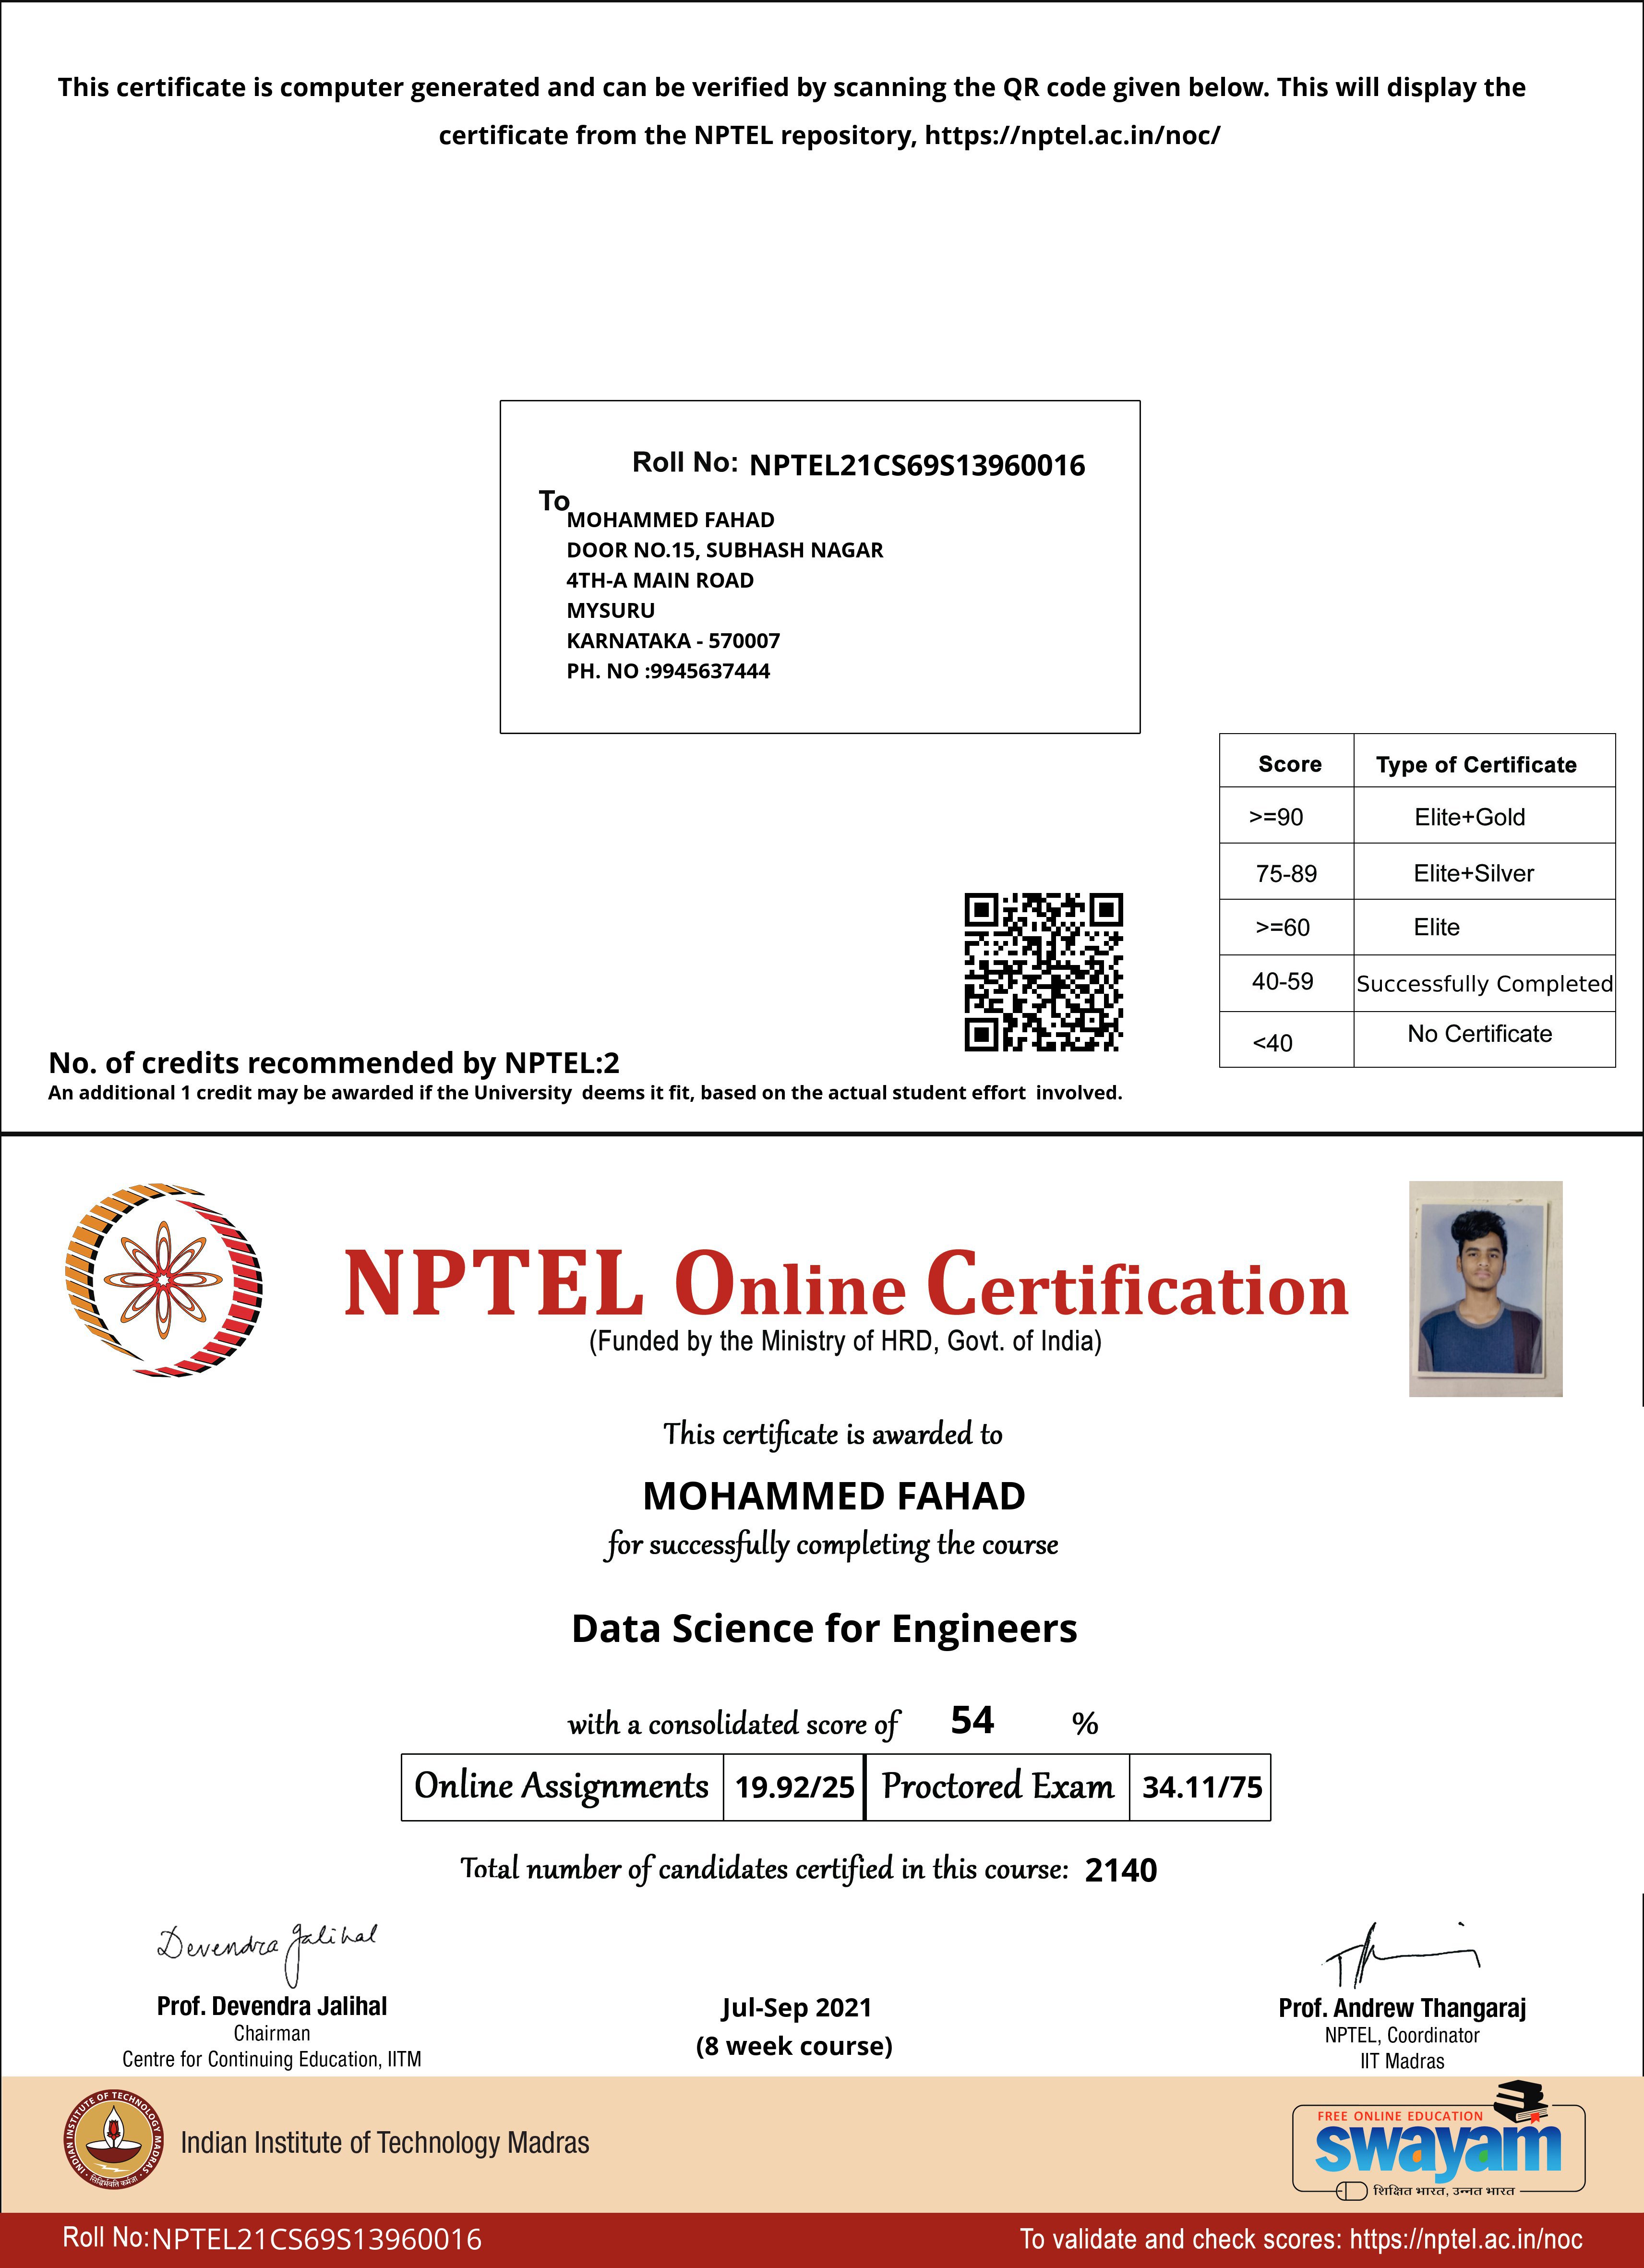 This certificate is computer generated and can be verified by scanning the QR code given below. This will display the
certificate from the NPTEL repository, https://nptel.ac.in/noc/
Roll No: NPTEL21CS69S13960016
To
MOHAMMED FAHAD
DOOR NO.15, SUBHASH NAGAR
4TH-A MAIN ROAD
MYSURU
KARNATAKA - 570007
PH. NO :9945637444
Score Type of Certificate
>=90 Elite+Gold
75-89 Elite+Silver
>=60 Elite
40-59 Successfully Completed
<40 No Certificate
No. of credits recommended by NPTEL:2
An additional 1 credit may be awarded if the University deems it fit, based on the actual student effort involved.
NPTEL Online Certification
(Funded by the Ministry of HRD, Govt. of India)
This certificate is awarded to
MOHAMMED FAHAD
for successfully completing the course
Data Science for Engineers
with a consolidated score of 54 %
Online Assignments 19.92/25 Proctored Exam 34.11/75
Total number of candidates certified in this course: 2140
Devendra Jalihal
Prof. Devendra Jalihal
Chairman
Centre for Continuing Education, IITM
Jul-Sep 2021
(8 week course)
Prof. Andrew Thangaraj
NPTEL, Coordinator
IIT Madras
INDIAN INSTITUTE OF TECHNOLOGY MADRAS
सिद्धिर्भवति कर्मजा
Indian Institute of Technology Madras
FREE ONLINE EDUCATION
swayam
शिक्षित भारत, उन्नत भारत
Roll No:NPTEL21CS69S13960016
To validate and check scores: https://nptel.ac.in/noc